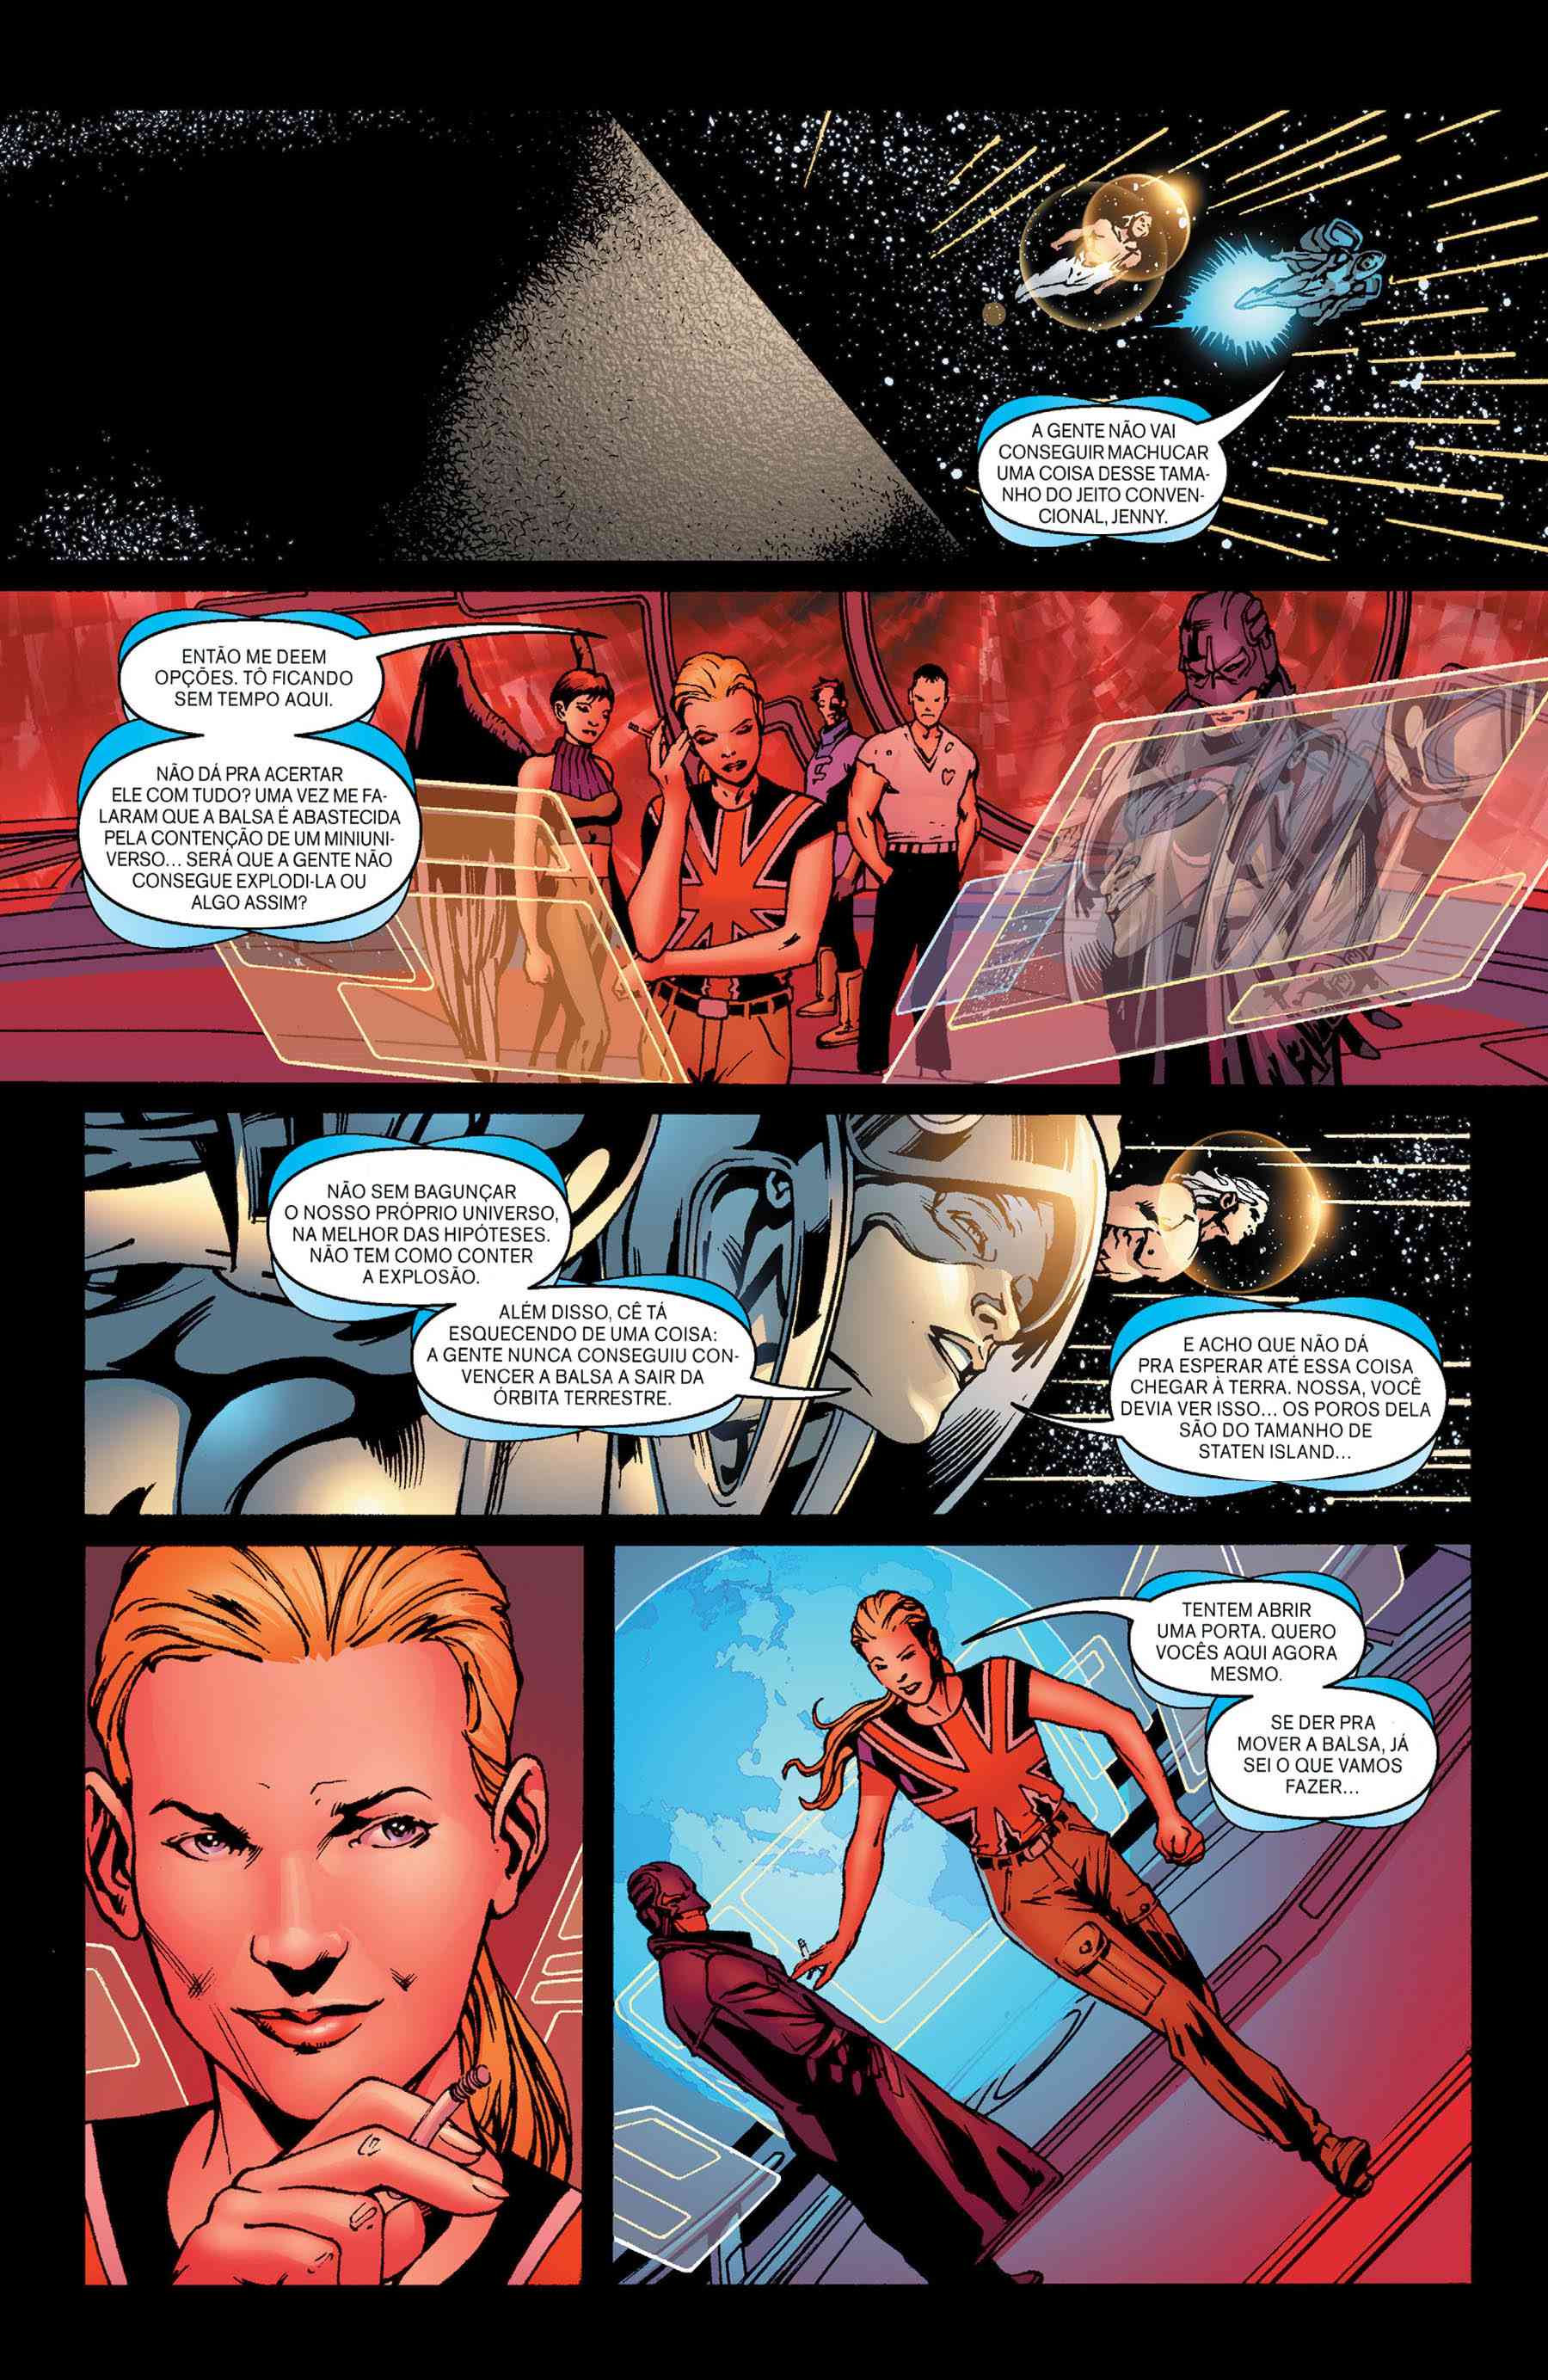 A GENTE NÃO VAI
CONSEGUIR MACHUCAR
UMA COISA DESSE TAMA-
NHO DO JEITO CONVEN-
CIONAL, JENNY.
ENTÃO ME DEEM
OPÇÕES. TÔ FICANDO
SEM TEMPO AQUI.
NÃO DÁ PRA ACERTAR
ELE COM TUDO? UMA VEZ ME FA-
LARAM QUE A BALSA É ABASTECIDA
PELA CONTENÇÃO DE UM MINIUNI-
VERSO... SERÁ QUE A GENTE NÃO
CONSEGUE EXPLODI-LA OU
ALGO ASSIM?
NÃO SEM BAGUNÇAR
O NOSSO PRÓPRIO UNIVERSO,
NA MELHOR DAS HIPÓTESES.
NÃO TEM COMO CONTER
A EXPLOSÃO.
ALÉM DISSO, CÊ TÁ
ESQUECENDO DE UMA COISA:
A GENTE NUNCA CONSEGUIU CON-
VENCER A BALSA A SAIR DA
ÓRBITA TERRESTRE.
E ACHO QUE NÃO DÁ
PRA ESPERAR ATÉ ESSA COISA
CHEGAR À TERRA. NOSSA, VOCÊ
DEVIA VER ISSO... OS POROS DELA
SÃO DO TAMANHO DE
STATEN ISLAND...
TENTEM ABRIR
UMA PORTA. QUERO
VOCÊS AQUI AGORA
MESMO.
SE DER PRA
MOVER A BALSA, JÁ
SEI O QUE VAMOS
FAZER...